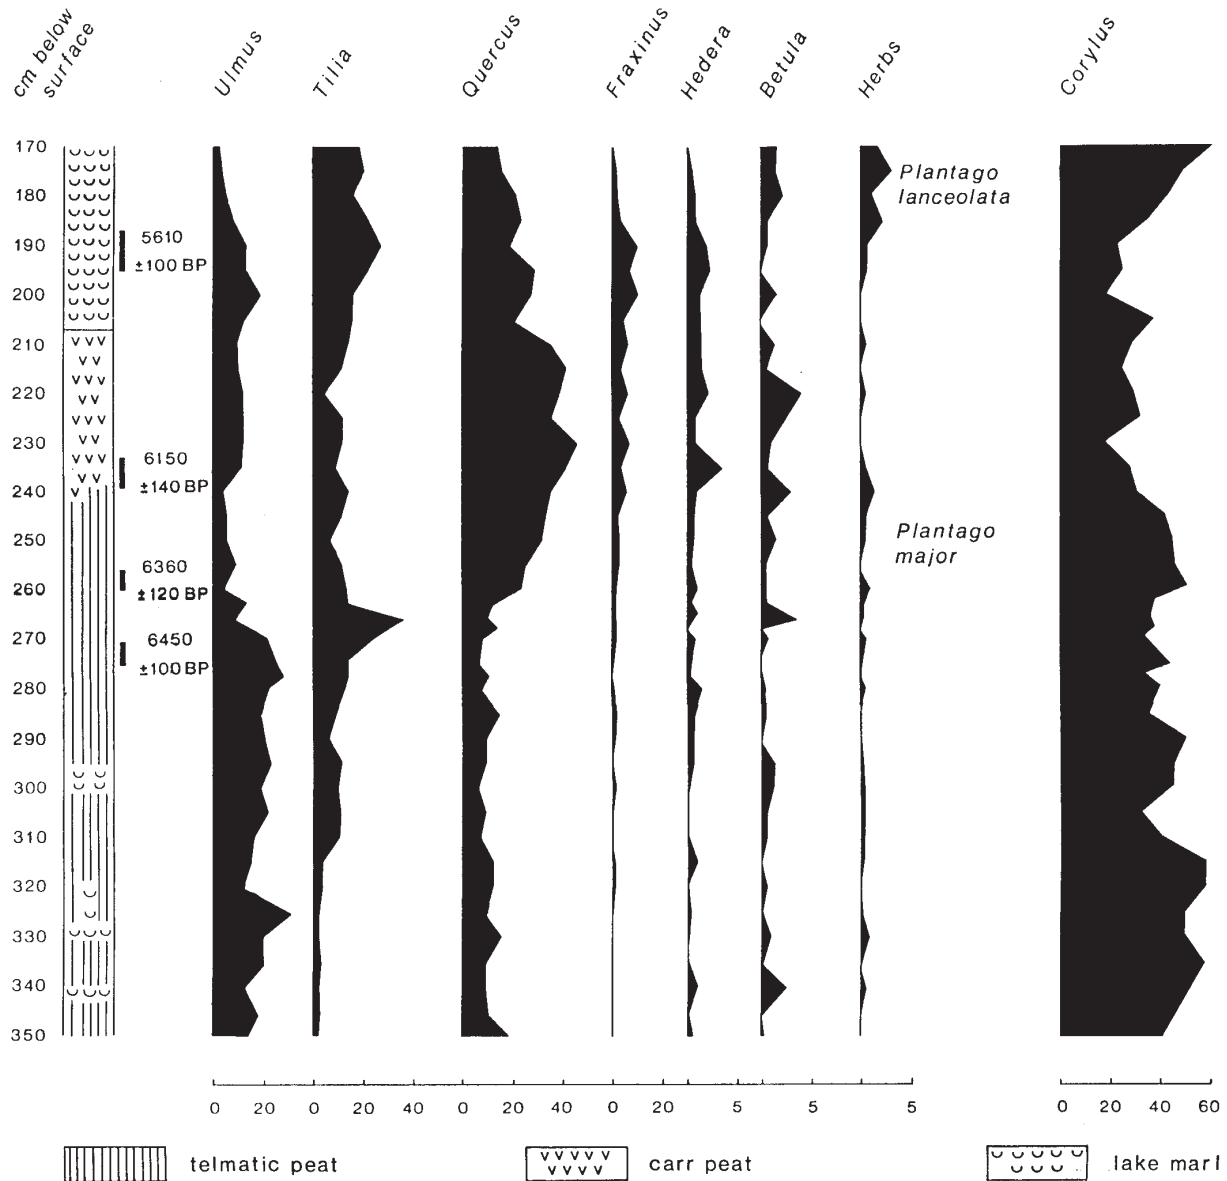 cm below
surface
Ulmus
Tilia
Quercus
Fraxinus
Hedera
Betula
Herbs
Corylus
170
180
190
200
210
220
230
240
250
260
270
280
290
300
310
320
330
340
350
5610
±100 BP
6150
±140 BP
6360
±120 BP
6450
±100 BP
Plantago
lanceolata
Plantago
major
0 20 0 20 40 0 20 40 0 20 5 5 5 0 20 40 60
telmatic peat
carr peat
lake marl